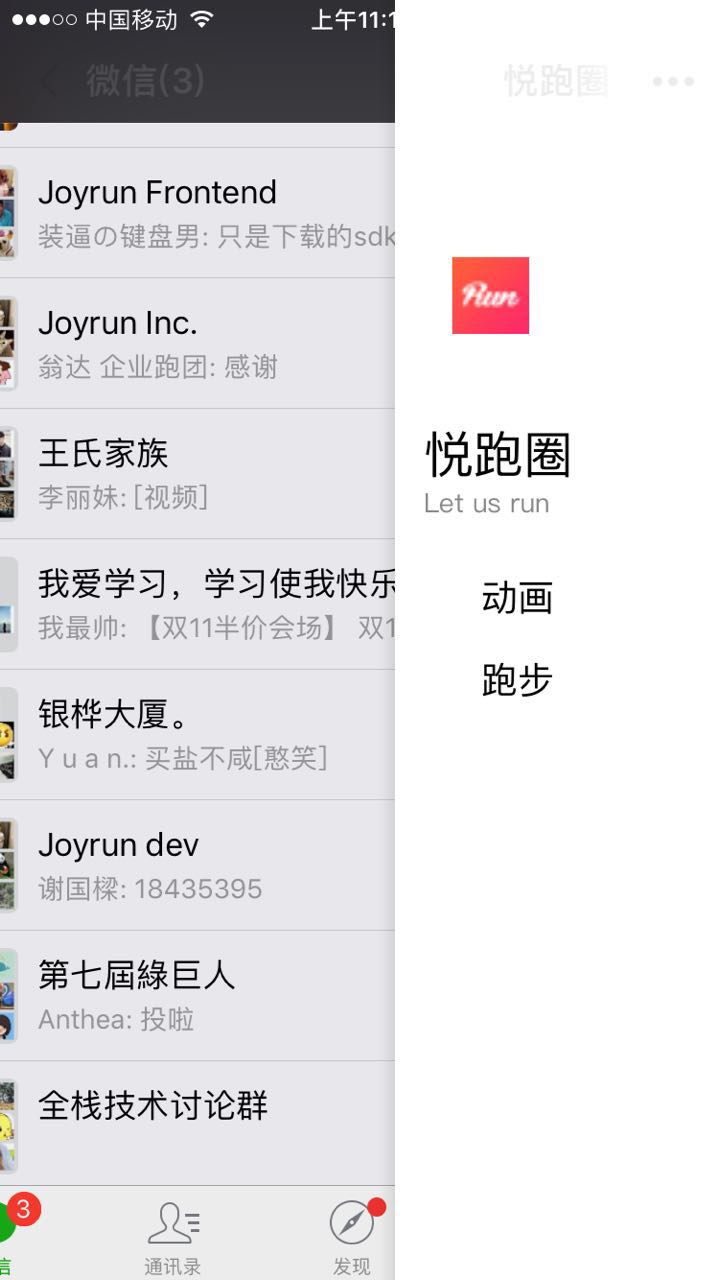 中国移动
上午11:1
微信(3)
悦跑圈
Joyrun Frontend
装逼の键盘男: 只是下载的sdk
Joyrun Inc.
翁达 企业跑团: 感谢
王氏家族
李丽妹: [视频]
我爱学习，学习使我快乐
我最帅: 【双11半价会场】 双1
银桦大厦。
Y u a n.: 买盐不咸[憨笑]
Joyrun dev
谢国樑: 18435395
第七屆綠巨人
Anthea: 投啦
全栈技术讨论群
3
信
通讯录
发现
Run
悦跑圈
Let us run
动画
跑步